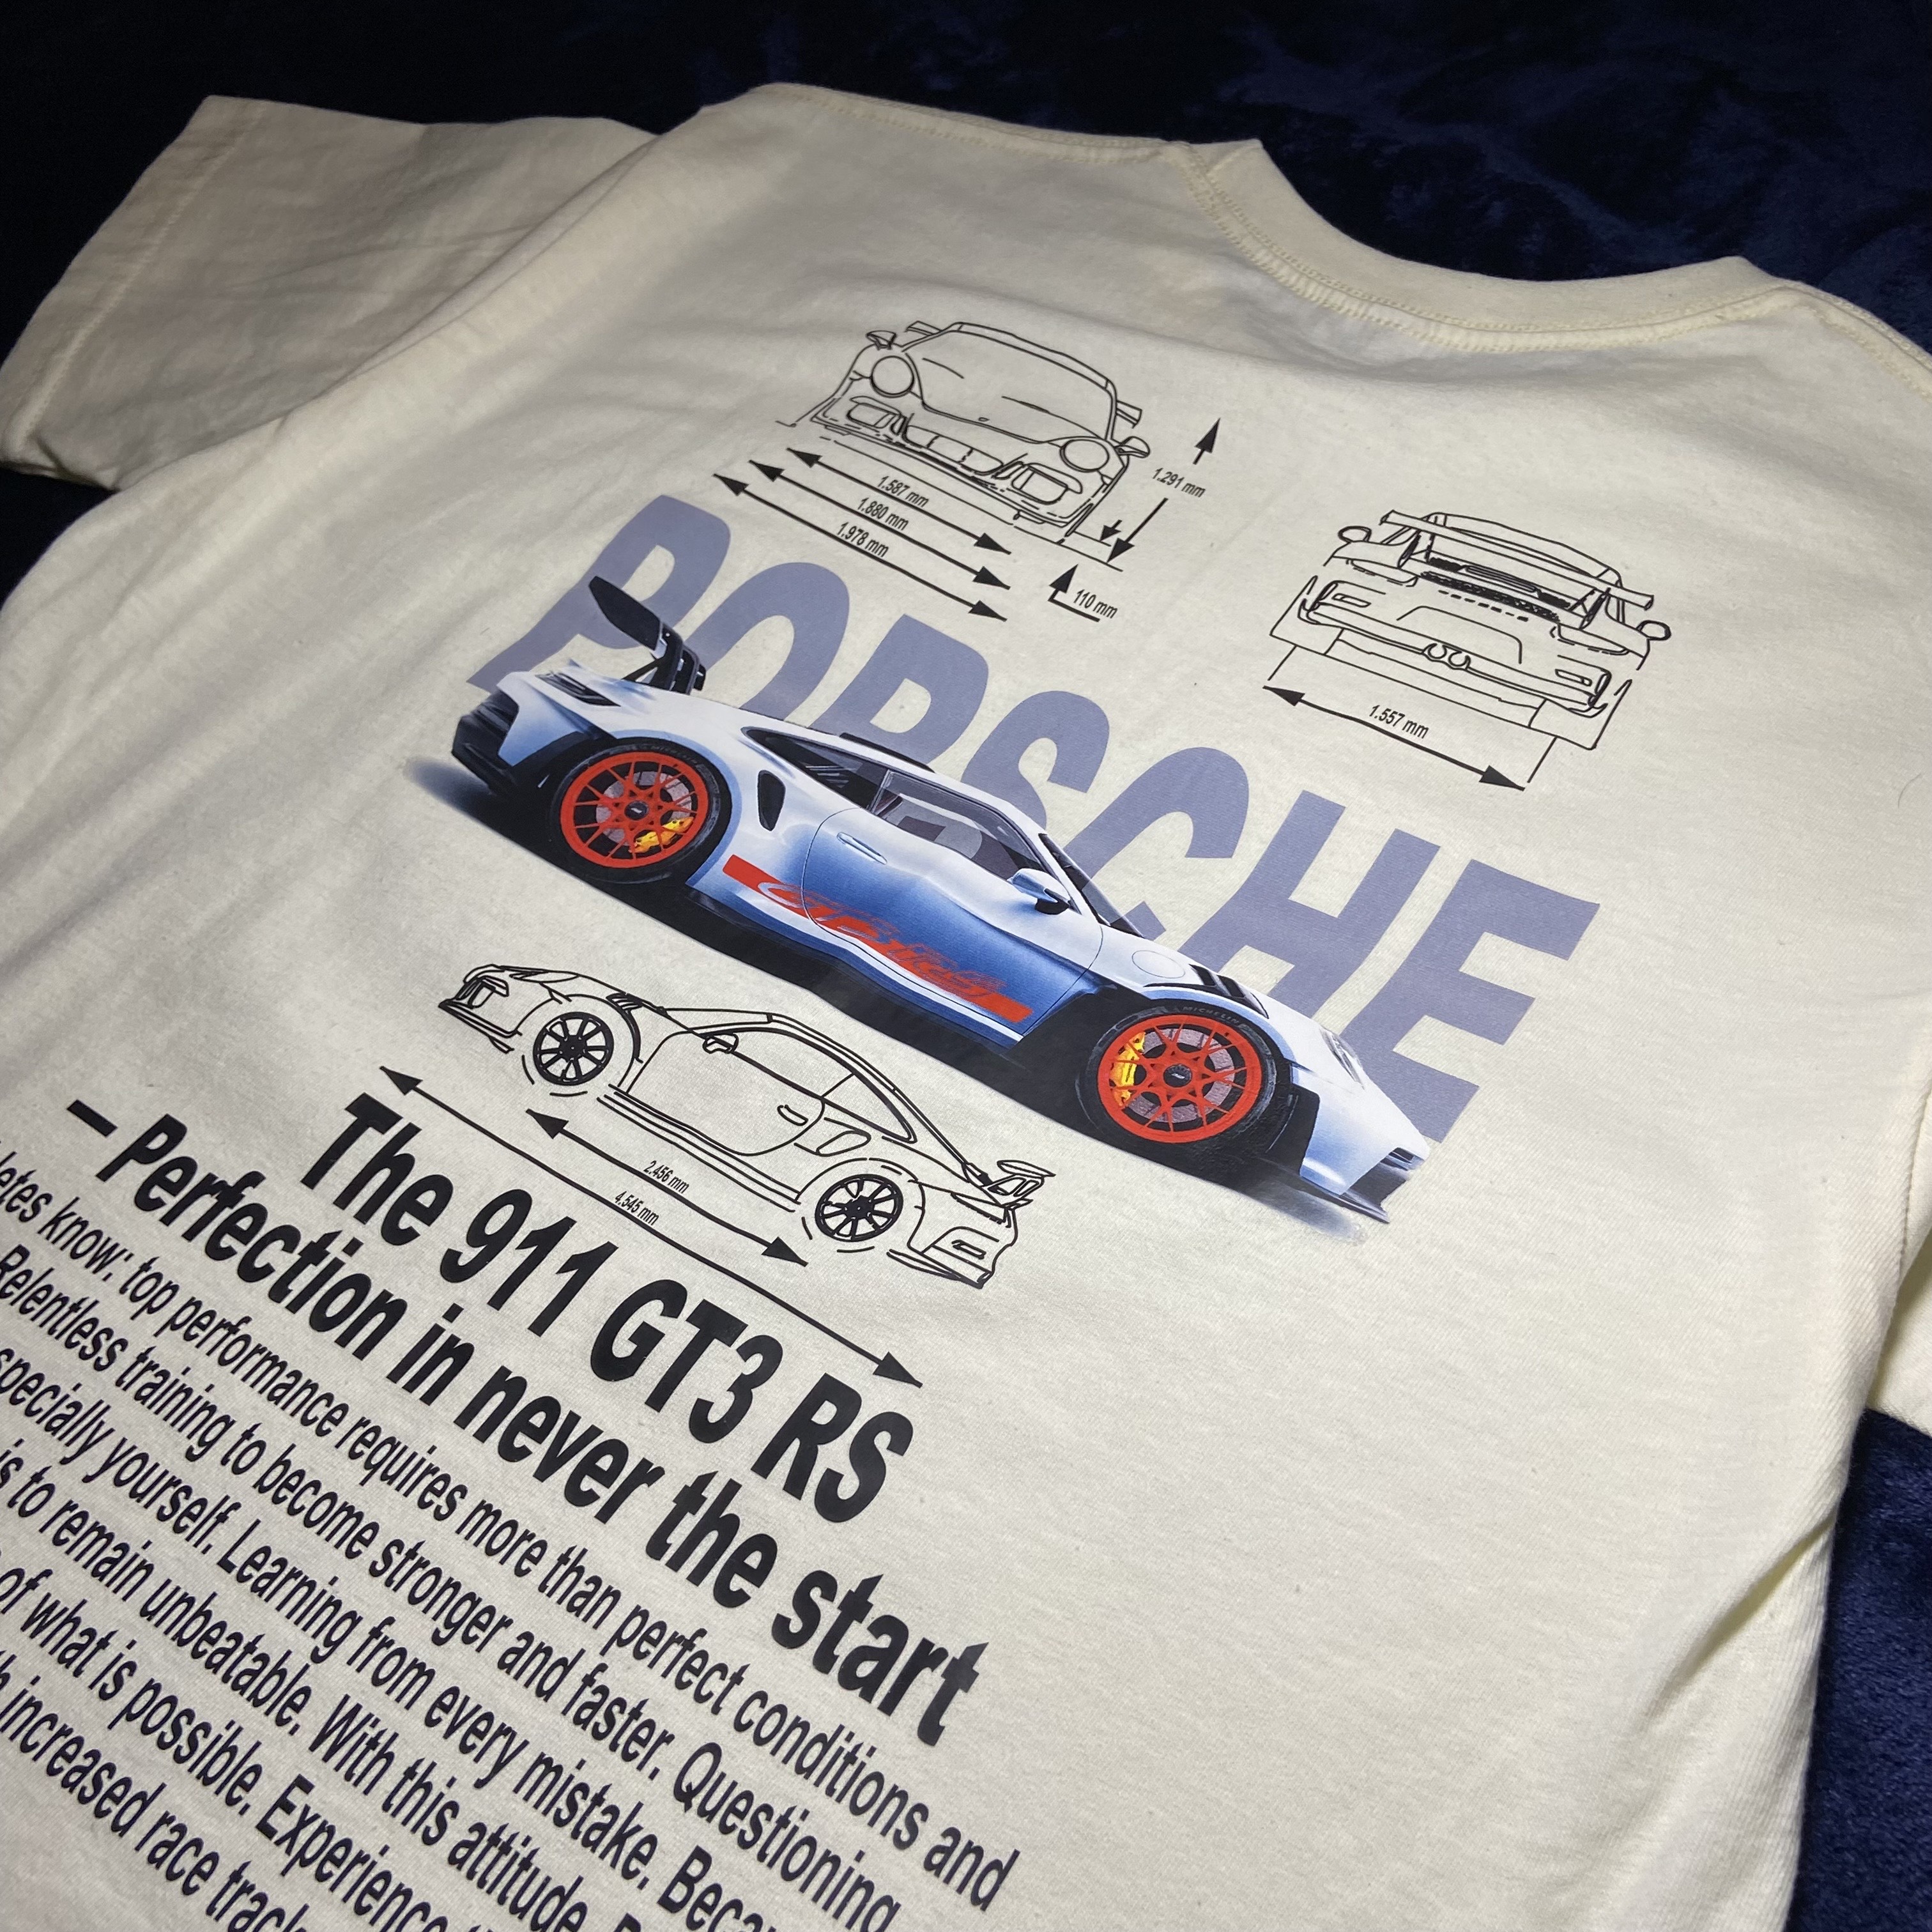 1.587 mm
1.880 mm
1.978 mm
1.291 mm
110 mm
1.557 mm
PORSCHE
MICHELIN
2.456 mm
4.545 mm
The 911 GT3 RS
– Perfection in never the start
know: top performance requires more than perfect conditions and
Relentless training to become stronger and faster. Questioning
specially yourself. Learning from every mistake.
is to remain unbeatable. With this attitude
of what is possible. Experience
increased race